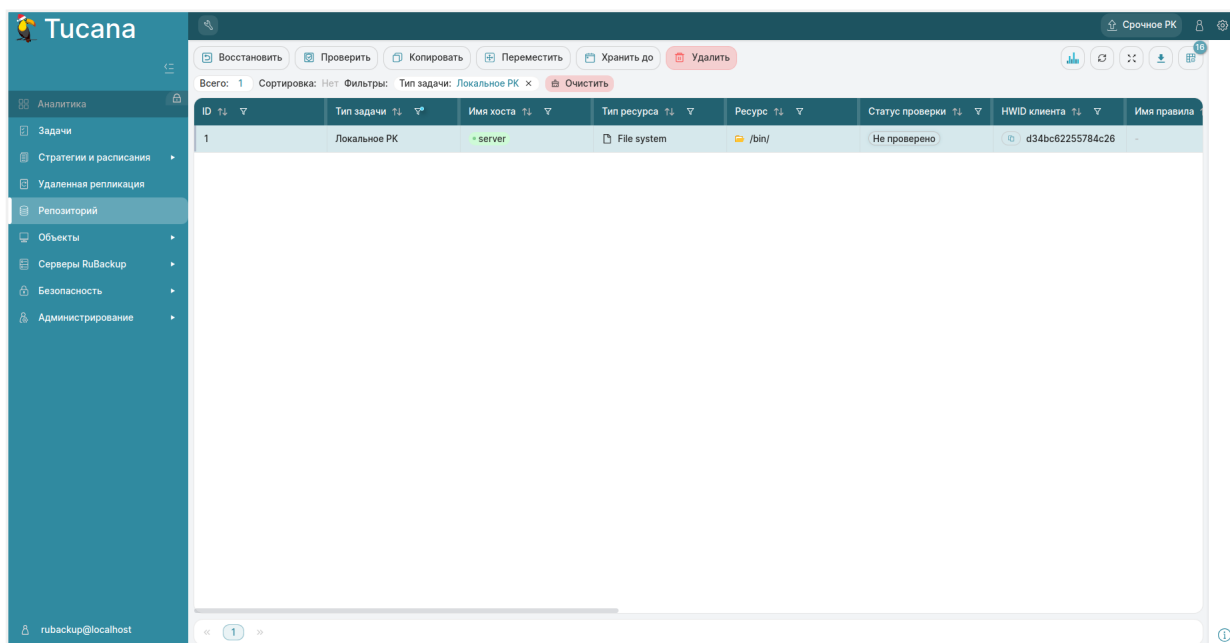 Tucana
Срочное РК
Восстановить Проверить Копировать Переместить Хранить до Удалить
16
Всего: 1 Сортировка: Нет Фильтры: Тип задачи: Локальное РК × Очистить
Аналитика
Задачи
Стратегии и расписания
Удаленная репликация
Репозиторий
Объекты
Серверы RuBackup
Безопасность
Администрирование
ID Тип задачи Имя хоста Тип ресурса Ресурс Статус проверки HWID клиента Имя правила
1 Локальное РК server File system /bin/ Не проверено d34bc62255784c26 -
rubackup@localhost
« 1 »